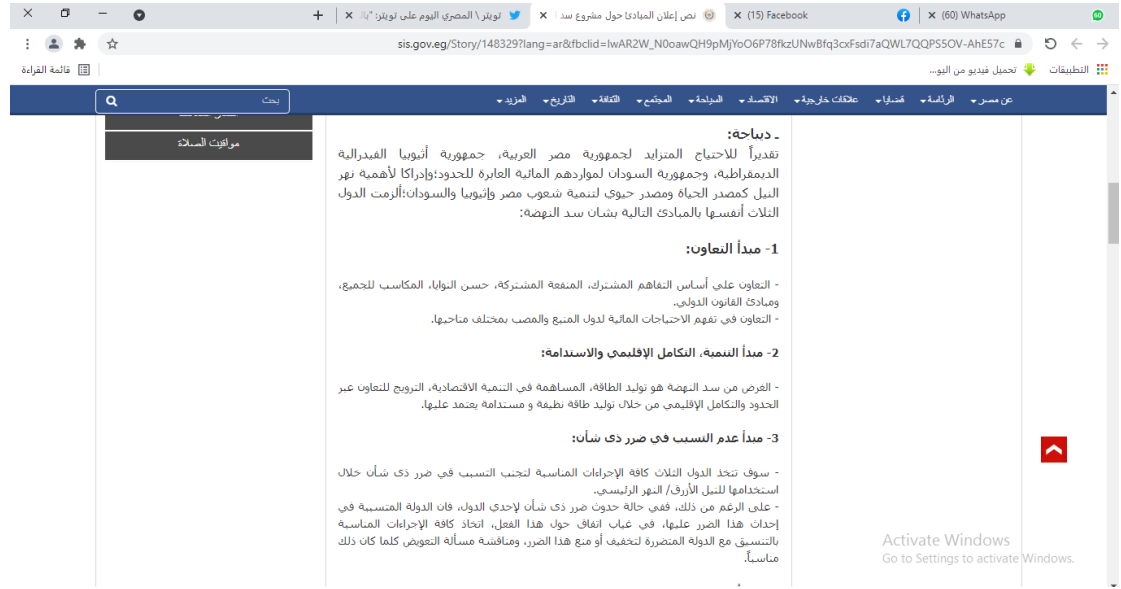 (60) WhatsApp
(15) Facebook
نص إعلان المبادئ حول مشروع سد
تويتر \ المصري اليوم على تويتر: "بال
sis.gov.eg/Story/148329?lang=ar&fbclid=IwAR2W_N0oawQH9pMjYoO6P78fkzUNwBfq3cxFsdi7aQWL7QQPS5OV-AhE57c
التطبيقات
تحميل فيديو من اليو...
قائمة القراءة
عن مصر
الرئاسة
قضايا
علاقات خارجية
الاقتصاد
السياحة
المجتمع
الثقافة
التاريخ
المزيد
بحث
مواقيت الصلاة
ـ ديباجة:
تقديراً للاحتياج المتزايد لجمهورية مصر العربية، جمهورية أثيوبيا الفيدرالية
الديمقراطية، وجمهورية السودان لمواردهم المائية العابرة للحدود؛وإدراكا لأهمية نهر
النيل كمصدر الحياة ومصدر حيوي لتنمية شعوب مصر وإثيوبيا والسودان؛ألزمت الدول
الثلاث أنفسها بالمبادئ التالية بشان سد النهضة:
1- مبدأ التعاون:
- التعاون علي أساس التفاهم المشترك، المنفعة المشتركة، حسن النوايا، المكاسب للجميع،
ومبادئ القانون الدولي.
- التعاون في تفهم الاحتياجات المائية لدول المنبع والمصب بمختلف مناحيها.
2- مبدأ التنمية، التكامل الإقليمي والاستدامة:
- الغرض من سد النهضة هو توليد الطاقة، المساهمة في التنمية الاقتصادية، الترويج للتعاون عبر
الحدود والتكامل الإقليمي من خلال توليد طاقة نظيفة و مستدامة يعتمد عليها.
3- مبدأ عدم التسبب في ضرر ذى شأن:
- سوف تتخذ الدول الثلاث كافة الإجراءات المناسبة لتجنب التسبب في ضرر ذى شأن خلال
استخدامها للنيل الأزرق/ النهر الرئيسي.
- على الرغم من ذلك، ففي حالة حدوث ضرر ذى شأن لإحدي الدول، فان الدولة المتسببة في
إحداث هذا الضرر عليها، في غياب اتفاق حول هذا الفعل، اتخاذ كافة الإجراءات المناسبة
بالتنسيق مع الدولة المتضررة لتخفيف أو منع هذا الضرر، ومناقشة مسألة التعويض كلما كان ذلك
مناسباً.
Activate Windows
Go to Settings to activate Windows.